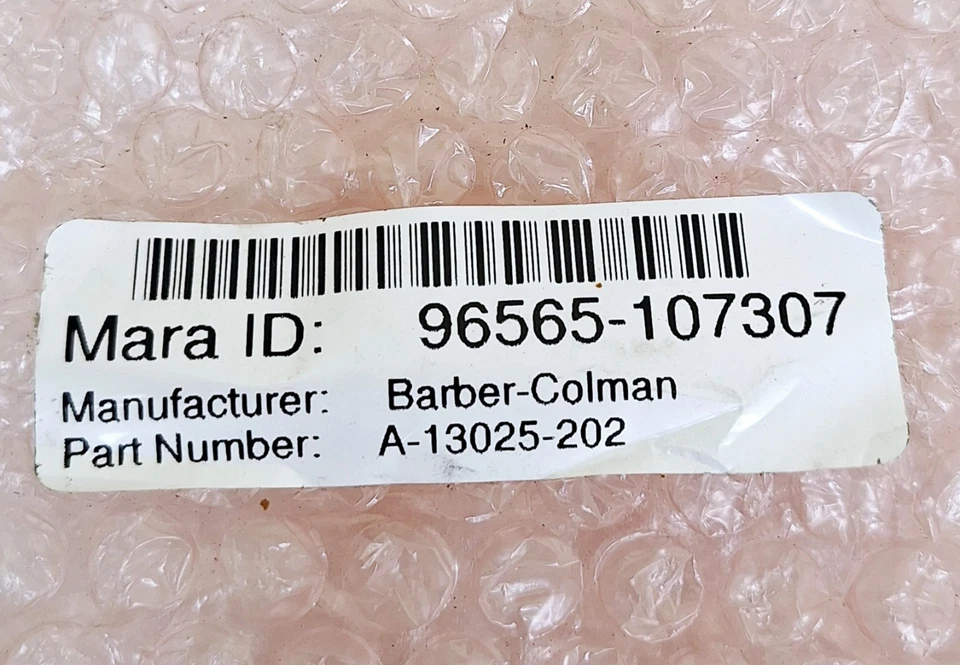 Mara ID: 96565-107307
Manufacturer: Barber-Colman
Part Number: A-13025-202